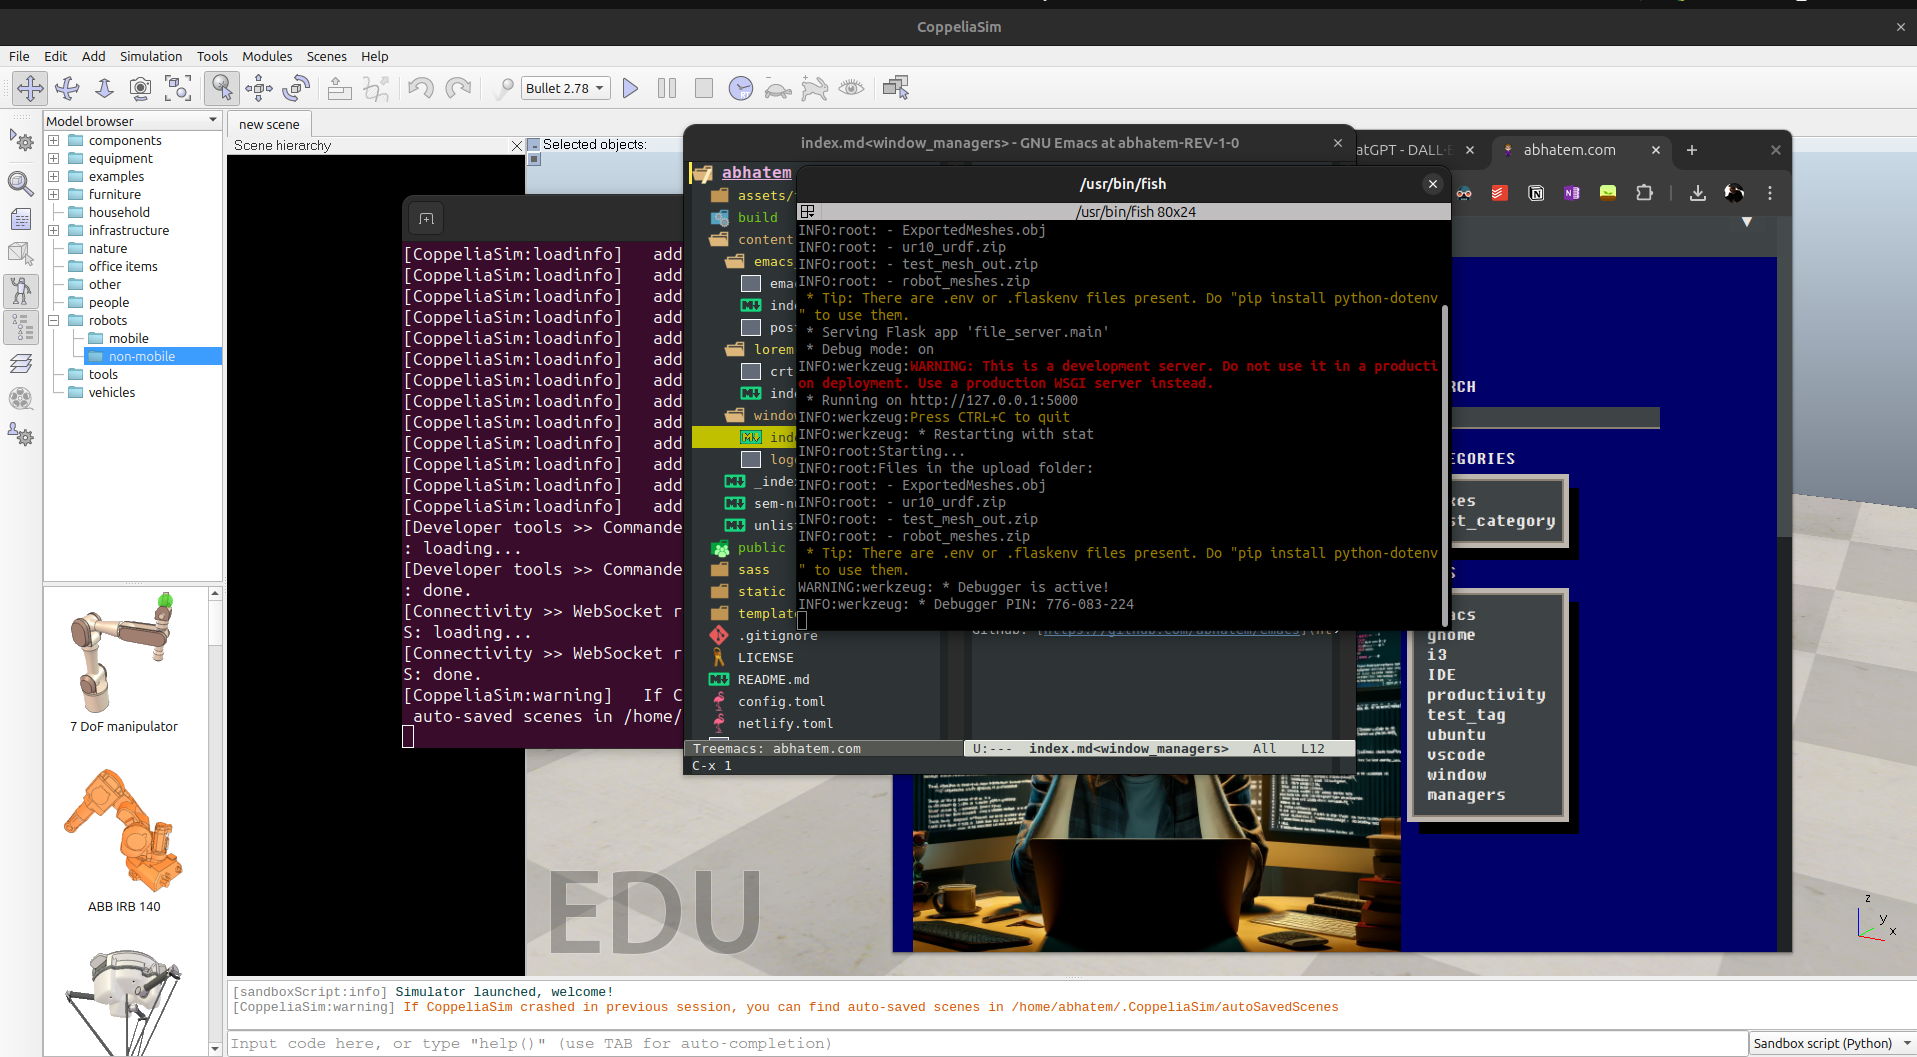 CoppeliaSim
File Edit Add Simulation Tools Modules Scenes Help
Bullet 2.78
RT
Model browser
components
equipment
examples
furniture
household
infrastructure
nature
office items
other
people
robots
mobile
non-mobile
tools
vehicles
7 DoF manipulator
ABB IRB 140
new scene
Scene hierarchy
Selected objects:
[CoppeliaSim:loadinfo] add
[CoppeliaSim:loadinfo] add
[CoppeliaSim:loadinfo] add
[CoppeliaSim:loadinfo] add
[CoppeliaSim:loadinfo] add
[CoppeliaSim:loadinfo] add
[CoppeliaSim:loadinfo] add
[CoppeliaSim:loadinfo] add
[CoppeliaSim:loadinfo] add
[CoppeliaSim:loadinfo] add
[CoppeliaSim:loadinfo] add
[CoppeliaSim:loadinfo] add
[CoppeliaSim:loadinfo] add
[Developer tools >> Commande
: loading...
[Developer tools >> Commande
: done.
[Connectivity >> WebSocket r
S: loading...
[Connectivity >> WebSocket r
S: done.
[CoppeliaSim:warning] If C
auto-saved scenes in /home/
index.md<window_managers> - GNU Emacs at abhatem-REV-1-0
abhatem
assets/
build
content
emacs
ema
ind
pos
lorem
crt
ind
windo
ind
log
_inde
sem-n
unlis
public
sass
static
template
.gitignore
LICENSE
README.md
config.toml
netlify.toml
Github: [https://github.com/abhatem/emacs](ht
Treemacs: abhatem.com
U:--- index.md<window_managers> All L12
C-x 1
/usr/bin/fish
/usr/bin/fish 80x24
INFO:root: - ExportedMeshes.obj
INFO:root: - ur10_urdf.zip
INFO:root: - test_mesh_out.zip
INFO:root: - robot_meshes.zip
* Tip: There are .env or .flaskenv files present. Do "pip install python-dotenv
" to use them.
* Serving Flask app 'file_server.main'
* Debug mode: on
INFO:werkzeug:WARNING: This is a development server. Do not use it in a producti
on deployment. Use a production WSGI server instead.
* Running on http://127.0.0.1:5000
INFO:werkzeug:Press CTRL+C to quit
INFO:werkzeug: * Restarting with stat
INFO:root:Starting...
INFO:root:Files in the upload folder:
INFO:root: - ExportedMeshes.obj
INFO:root: - ur10_urdf.zip
INFO:root: - test_mesh_out.zip
INFO:root: - robot_meshes.zip
* Tip: There are .env or .flaskenv files present. Do "pip install python-dotenv
" to use them.
WARNING:werkzeug: * Debugger is active!
INFO:werkzeug: * Debugger PIN: 776-083-224
atGPT - DALL-E
abhatem.com
RCH
EGORIES
xes
st_category
S
acs
gnome
i3
IDE
productivity
test_tag
ubuntu
vscode
window
managers
EDU
z
y
x
[sandboxScript:info] Simulator launched, welcome!
[CoppeliaSim:warning] If CoppeliaSim crashed in previous session, you can find auto-saved scenes in /home/abhatem/.CoppeliaSim/autoSavedScenes
Input code here, or type "help()" (use TAB for auto-completion)
Sandbox script (Python)